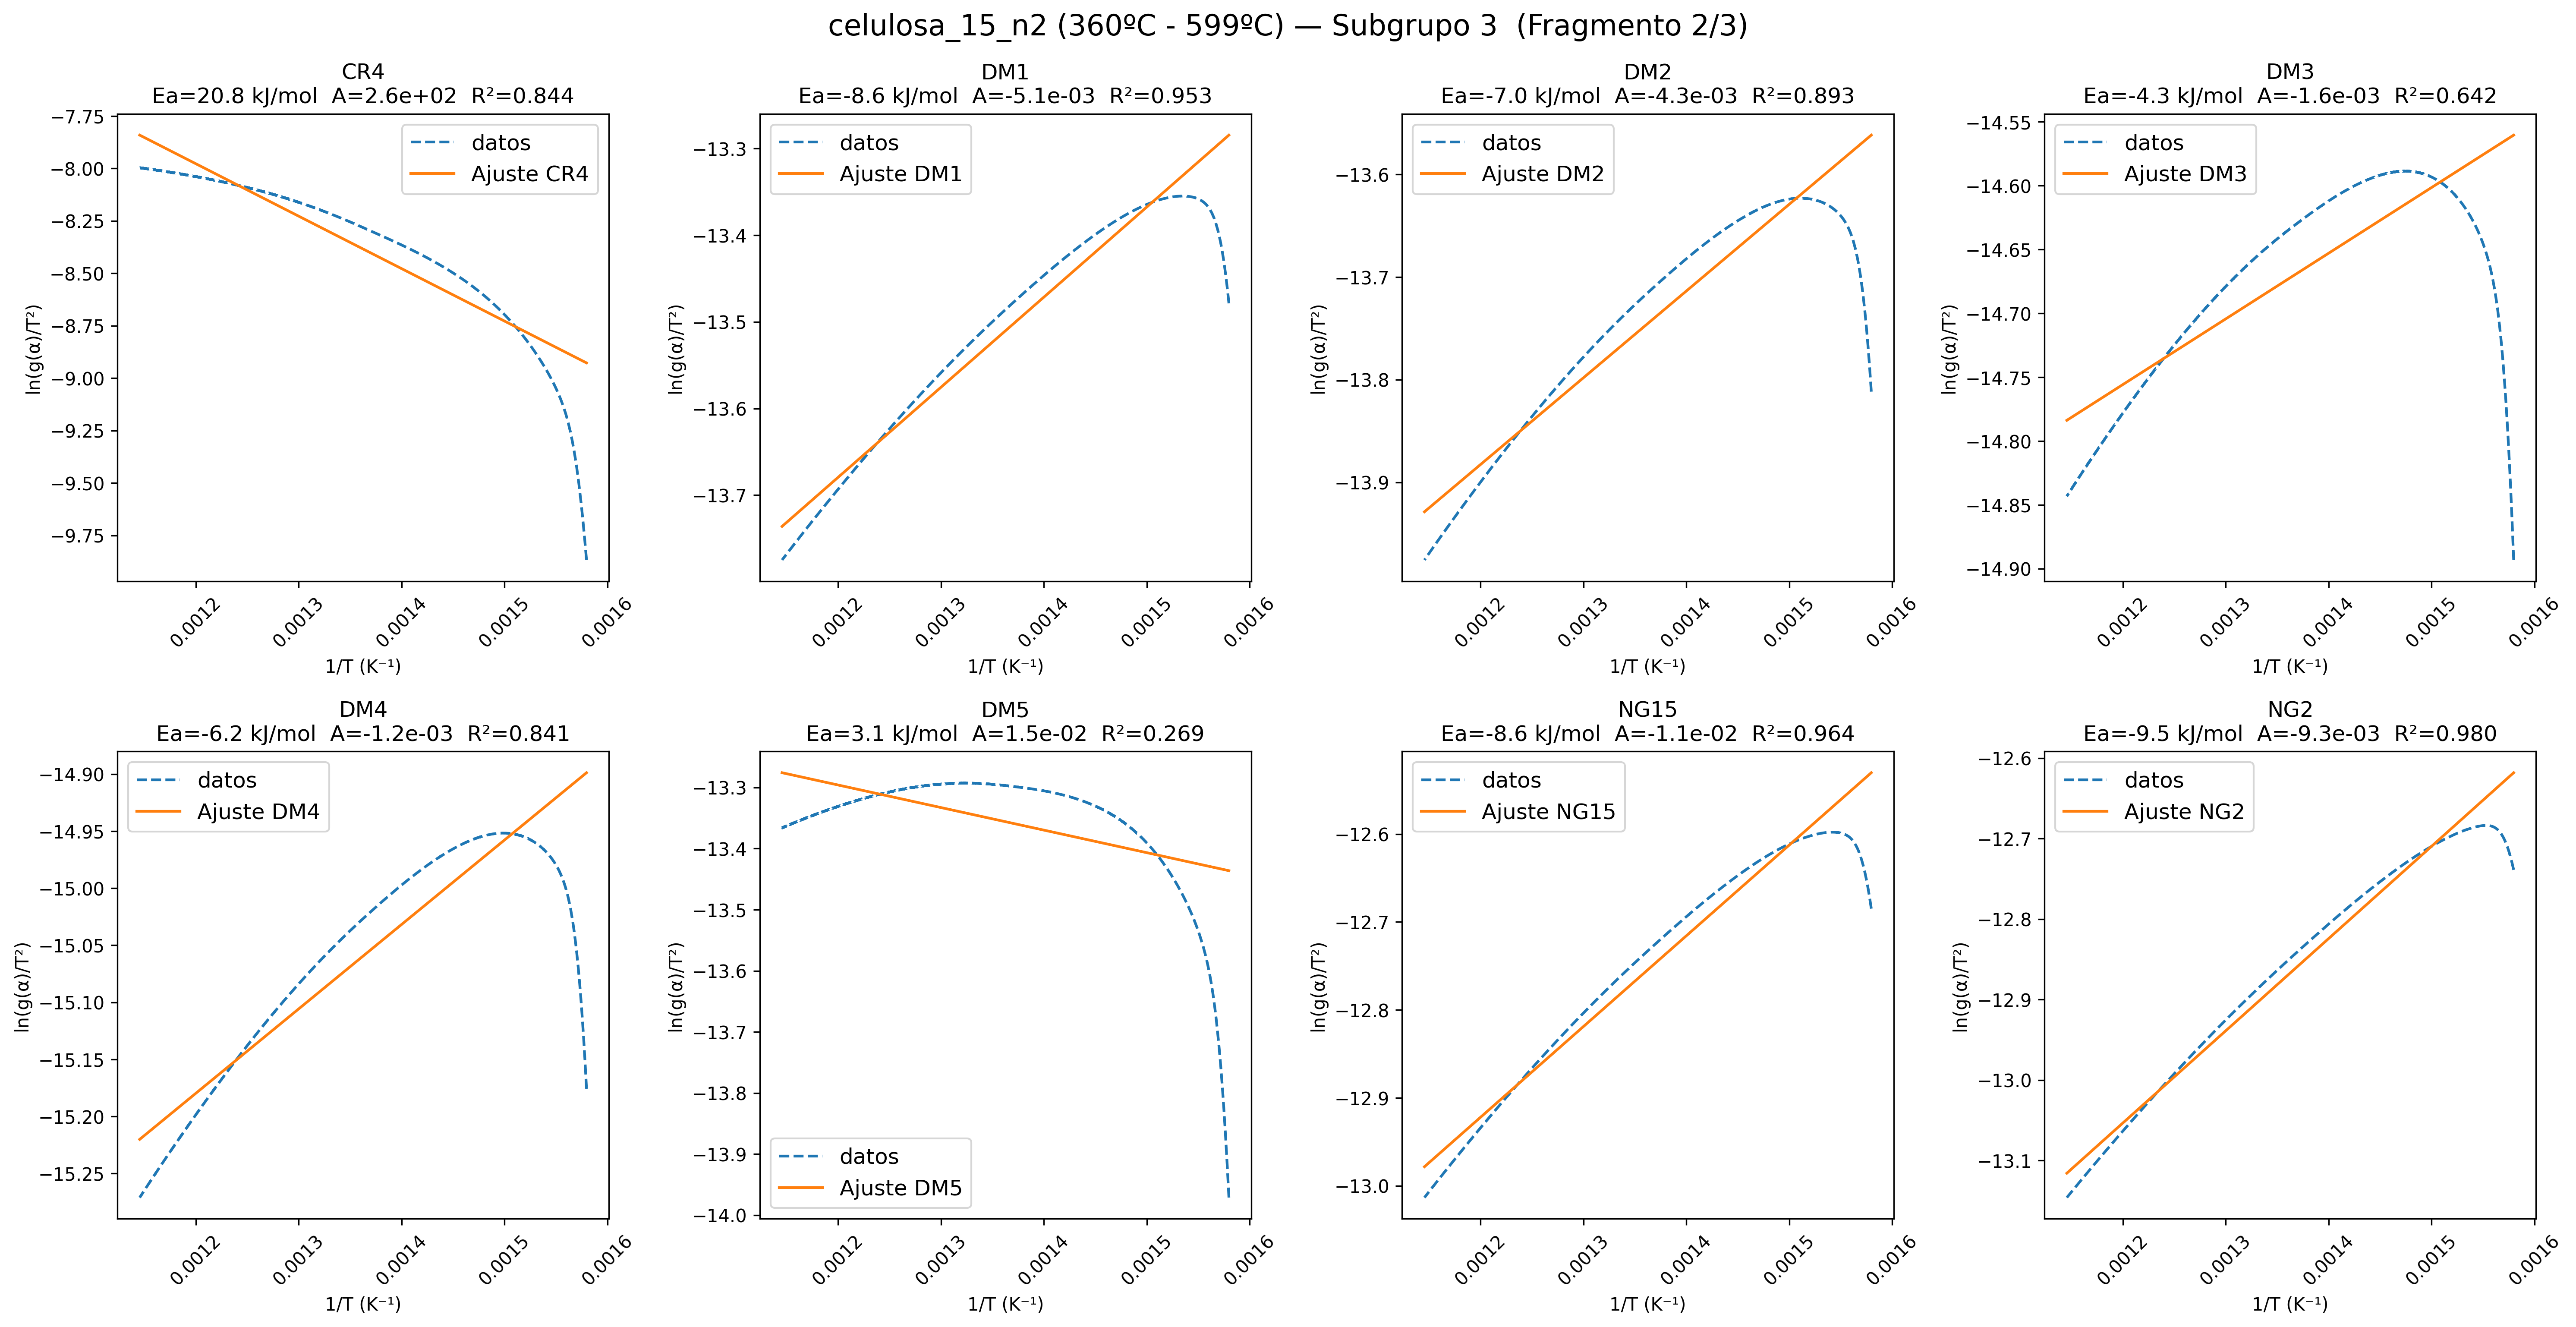 celulosa_15_n2 (360ºC - 599ºC) — Subgrupo 3  (Fragmento 2/3)
CR4
Ea=20.8 kJ/mol  A=2.6e+02  R²=0.844
ln(g(α)/T²)
−7.75
−8.00
−8.25
−8.50
−8.75
−9.00
−9.25
−9.50
−9.75
datos
Ajuste CR4
0.0012
0.0013
0.0014
0.0015
0.0016
1/T (K⁻¹)
DM1
Ea=-8.6 kJ/mol  A=-5.1e-03  R²=0.953
ln(g(α)/T²)
−13.3
−13.4
−13.5
−13.6
−13.7
datos
Ajuste DM1
0.0012
0.0013
0.0014
0.0015
0.0016
1/T (K⁻¹)
DM2
Ea=-7.0 kJ/mol  A=-4.3e-03  R²=0.893
ln(g(α)/T²)
−13.6
−13.7
−13.8
−13.9
datos
Ajuste DM2
0.0012
0.0013
0.0014
0.0015
0.0016
1/T (K⁻¹)
DM3
Ea=-4.3 kJ/mol  A=-1.6e-03  R²=0.642
ln(g(α)/T²)
−14.55
−14.60
−14.65
−14.70
−14.75
−14.80
−14.85
−14.90
datos
Ajuste DM3
0.0012
0.0013
0.0014
0.0015
0.0016
1/T (K⁻¹)
DM4
Ea=-6.2 kJ/mol  A=-1.2e-03  R²=0.841
ln(g(α)/T²)
−14.90
−14.95
−15.00
−15.05
−15.10
−15.15
−15.20
−15.25
datos
Ajuste DM4
0.0012
0.0013
0.0014
0.0015
0.0016
1/T (K⁻¹)
DM5
Ea=3.1 kJ/mol  A=1.5e-02  R²=0.269
ln(g(α)/T²)
−13.3
−13.4
−13.5
−13.6
−13.7
−13.8
−13.9
−14.0
datos
Ajuste DM5
0.0012
0.0013
0.0014
0.0015
0.0016
1/T (K⁻¹)
NG15
Ea=-8.6 kJ/mol  A=-1.1e-02  R²=0.964
ln(g(α)/T²)
−12.6
−12.7
−12.8
−12.9
−13.0
datos
Ajuste NG15
0.0012
0.0013
0.0014
0.0015
0.0016
1/T (K⁻¹)
NG2
Ea=-9.5 kJ/mol  A=-9.3e-03  R²=0.980
ln(g(α)/T²)
−12.6
−12.7
−12.8
−12.9
−13.0
−13.1
datos
Ajuste NG2
0.0012
0.0013
0.0014
0.0015
0.0016
1/T (K⁻¹)